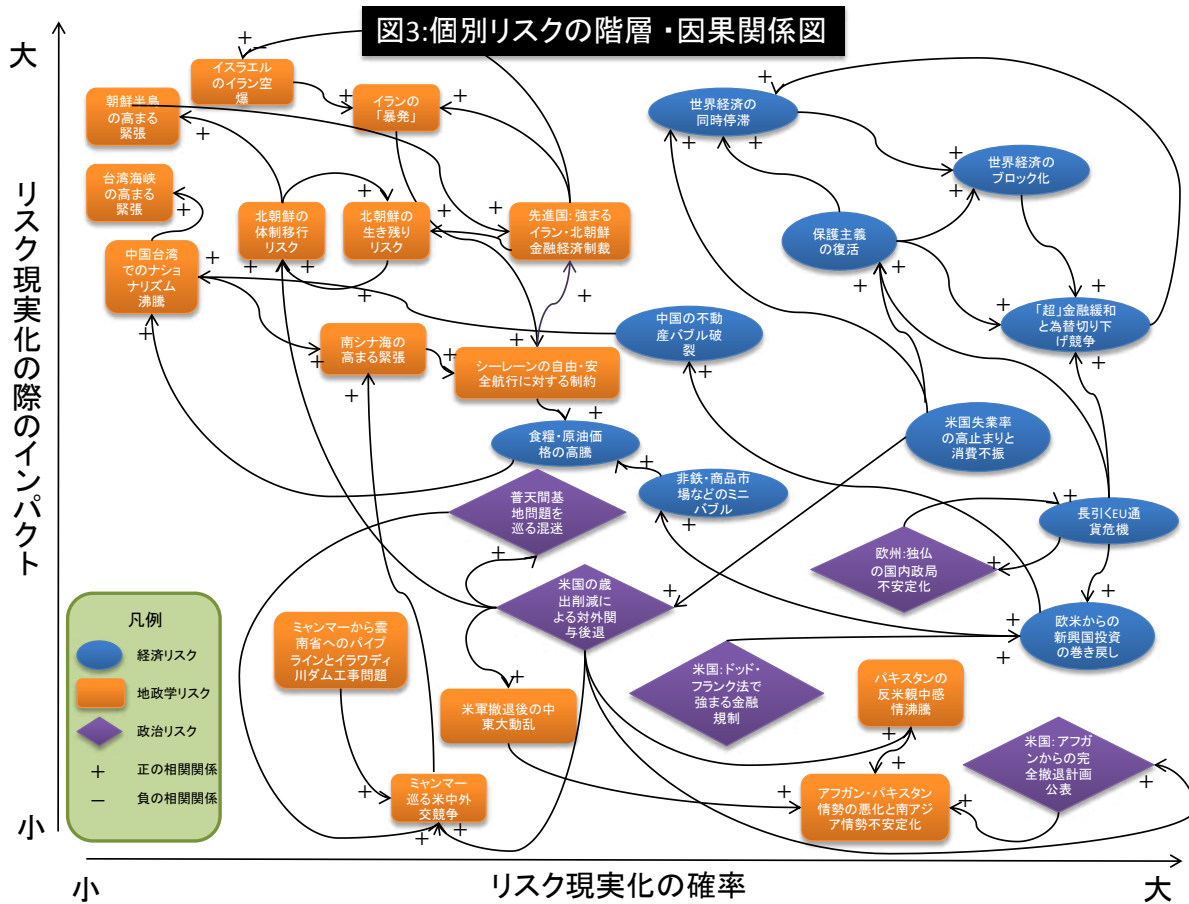 図3:個別リスクの階層・因果関係図
大
リスク現実化の際のインパクト
小
小
リスク現実化の確率
大
イスラエル
のイラン空
爆
イランの
「暴発」
朝鮮半島
の高まる
緊張
台湾海峡
の高まる
緊張
北朝鮮の
体制移行
リスク
北朝鮮の
生き残り
リスク
先進国:強まる
イラン・北朝鮮
金融経済制裁
中国台湾
でのナショ
ナリズム
沸騰
南シナ海の
高まる緊張
シーレーンの自由・安
全航行に対する制約
世界経済の
同時停滞
世界経済の
ブロック化
保護主義
の復活
「超」金融緩和
と為替切り下
げ競争
中国の不動
産バブル破
裂
米国失業率
の高止まりと
消費不振
食糧・原油価
格の高騰
非鉄・商品市
場などのミニ
バブル
普天間基
地問題を
巡る混迷
長引くEU通
貨危機
欧州:独仏
の国内政局
不安定化
米国の歳
出削減に
よる対外関
与後退
欧米からの
新興国投資
の巻き戻し
ミャンマーから雲
南省へのパイプ
ラインとイラワディ
川ダム工事問題
米国:ドッド・
フランク法で
強まる金融
規制
米軍撤退後の中
東大動乱
パキスタンの
反米親中感
情沸騰
米国:アフガ
ンからの完
全撤退計画
公表
ミャンマー
巡る米中外
交競争
アフガン・パキスタン
情勢の悪化と南アジ
ア情勢不安定化
凡例
経済リスク
地政学リスク
政治リスク
+ 正の相関関係
− 負の相関関係